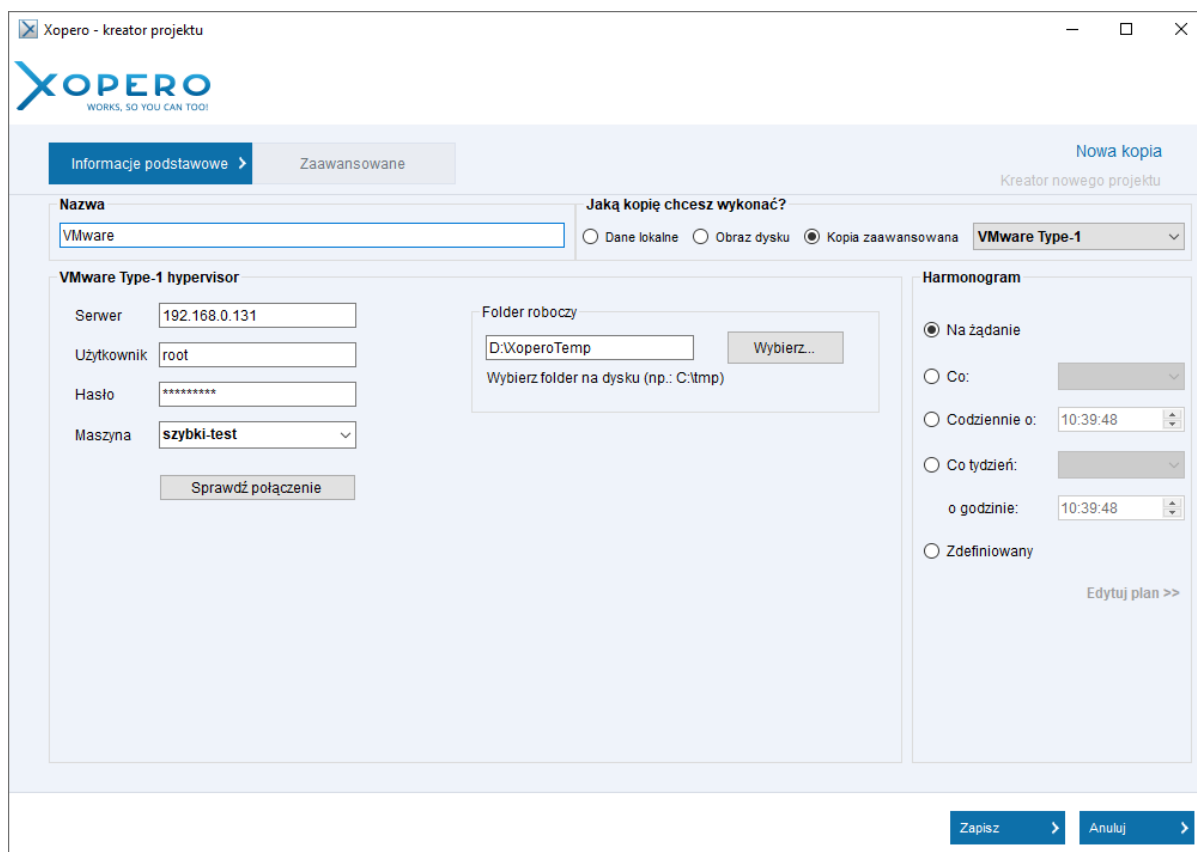 Xopero - kreator projektu
XOPERO
WORKS, SO YOU CAN TOO!
Informacje podstawowe
Zaawansowane
Nowa kopia
Kreator nowego projektu
Nazwa
VMware
Jaką kopię chcesz wykonać?
Dane lokalne Obraz dysku Kopia zaawansowana VMware Type-1
VMware Type-1 hypervisor
Serwer 192.168.0.131
Użytkownik root
Hasło *********
Maszyna szybki-test
Sprawdź połączenie
Folder roboczy
D:\XoperoTemp Wybierz...
Wybierz folder na dysku (np.: C:\tmp)
Harmonogram
Na żądanie
Co:
Codziennie o: 10:39:48
Co tydzień:
o godzinie: 10:39:48
Zdefiniowany
Edytuj plan >>
Zapisz
Anuluj